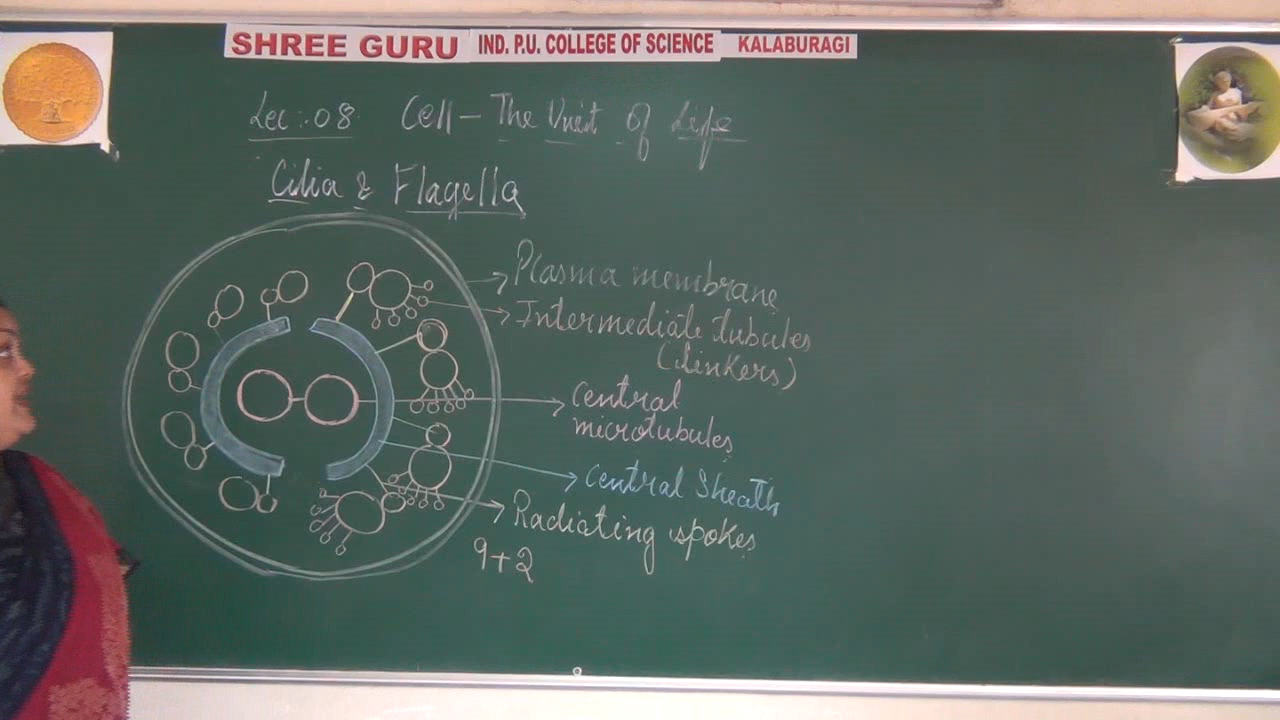 SHREE GURU IND. P.U. COLLEGE OF SCIENCE KALABURAGI
Lec:.08 Cell - The Unit of Life
Cilia & Flagella
Plasma membrane
Intermediate tubules
(linkers)
central
microtubules
central Sheath
Radiating spokes
9+2